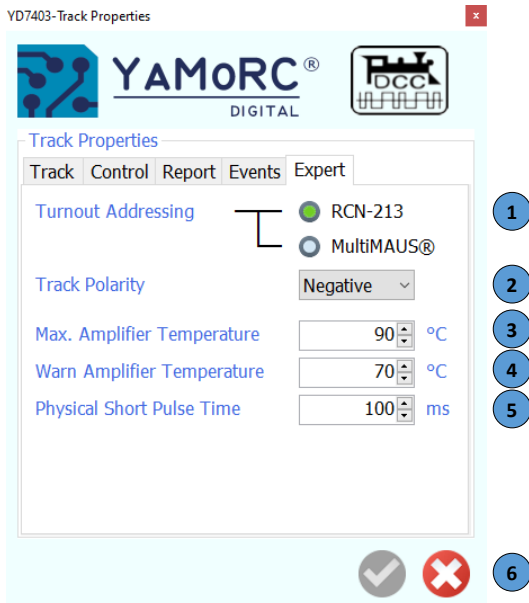 YD7403-Track Properties
x
YAMoRC®
DIGITAL
DCC
Track Properties
Track Control Report Events Expert
Turnout Addressing RCN-213 1
MultiMAUS®
Track Polarity Negative 2
Max. Amplifier Temperature 90 °C 3
Warn Amplifier Temperature 70 °C 4
Physical Short Pulse Time 100 ms 5
6